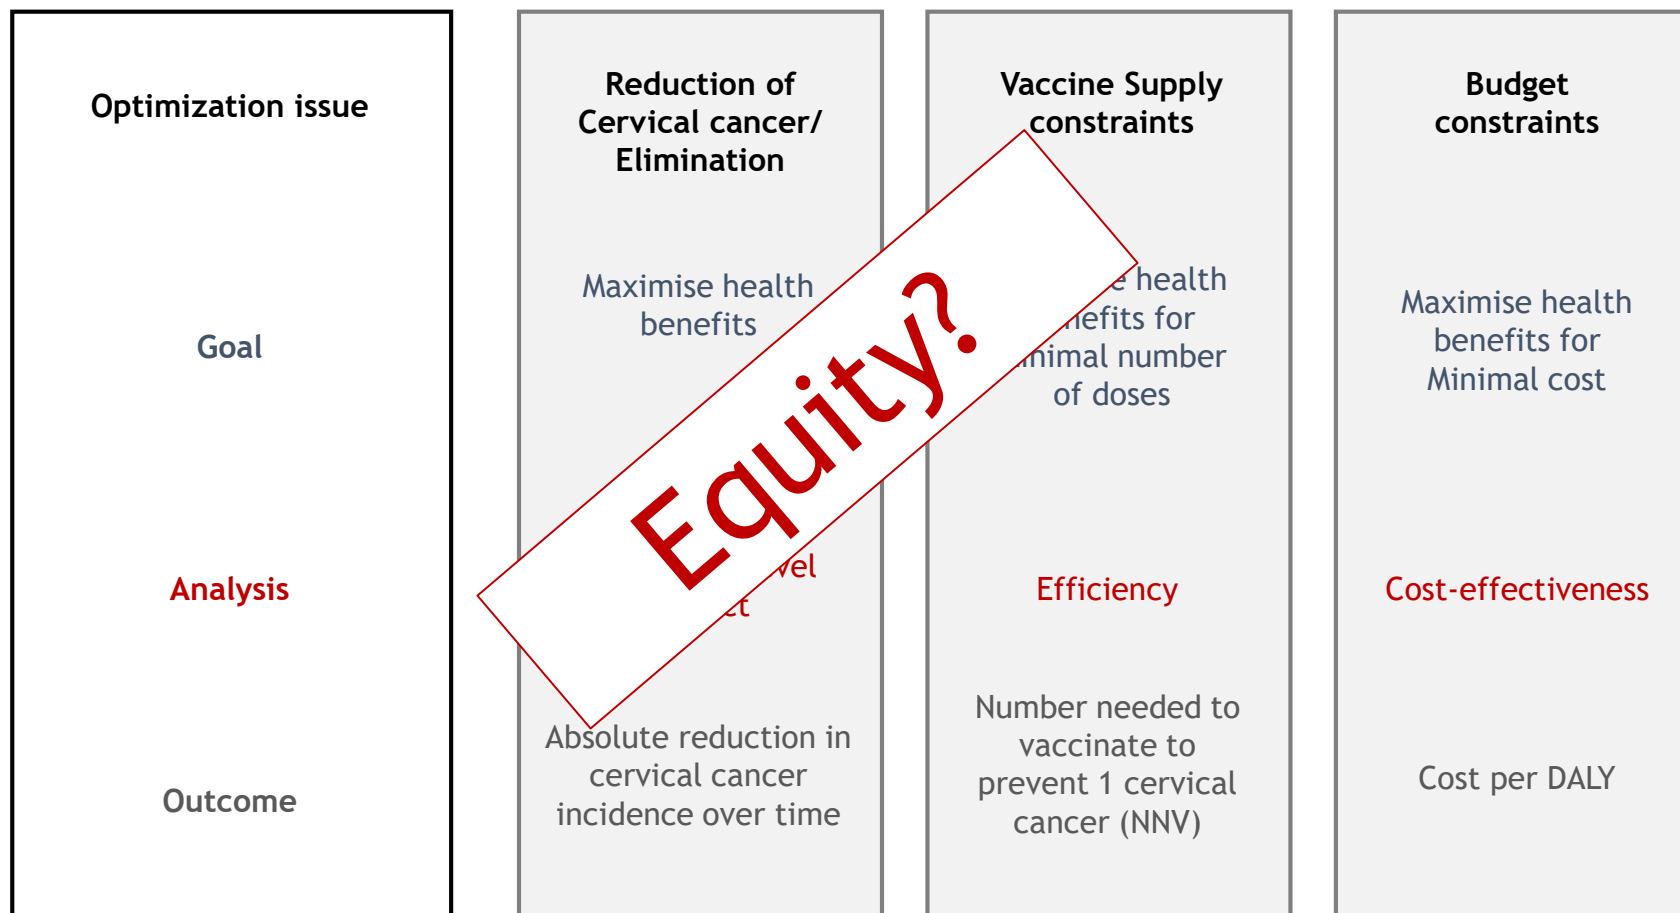 Optimization issue
Goal
Analysis
Outcome
Reduction of
Cervical cancer/
Elimination
Maximise health
benefits
Absolute reduction in
cervical cancer
incidence over time
Vaccine Supply
constraints
health
for
number
of doses
Efficiency
Number needed to
vaccinate to
prevent 1 cervical
cancer (NNV)
Budget
constraints
Maximise health
benefits for
Minimal cost
Cost-effectiveness
Cost per DALY
Equity?